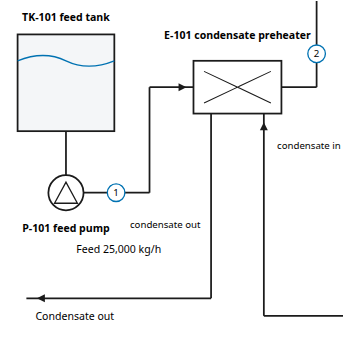 TK-101 feed tank
E-101 condensate preheater
2
condensate in
1
P-101 feed pump
condensate out
Feed 25,000 kg/h
Condensate out